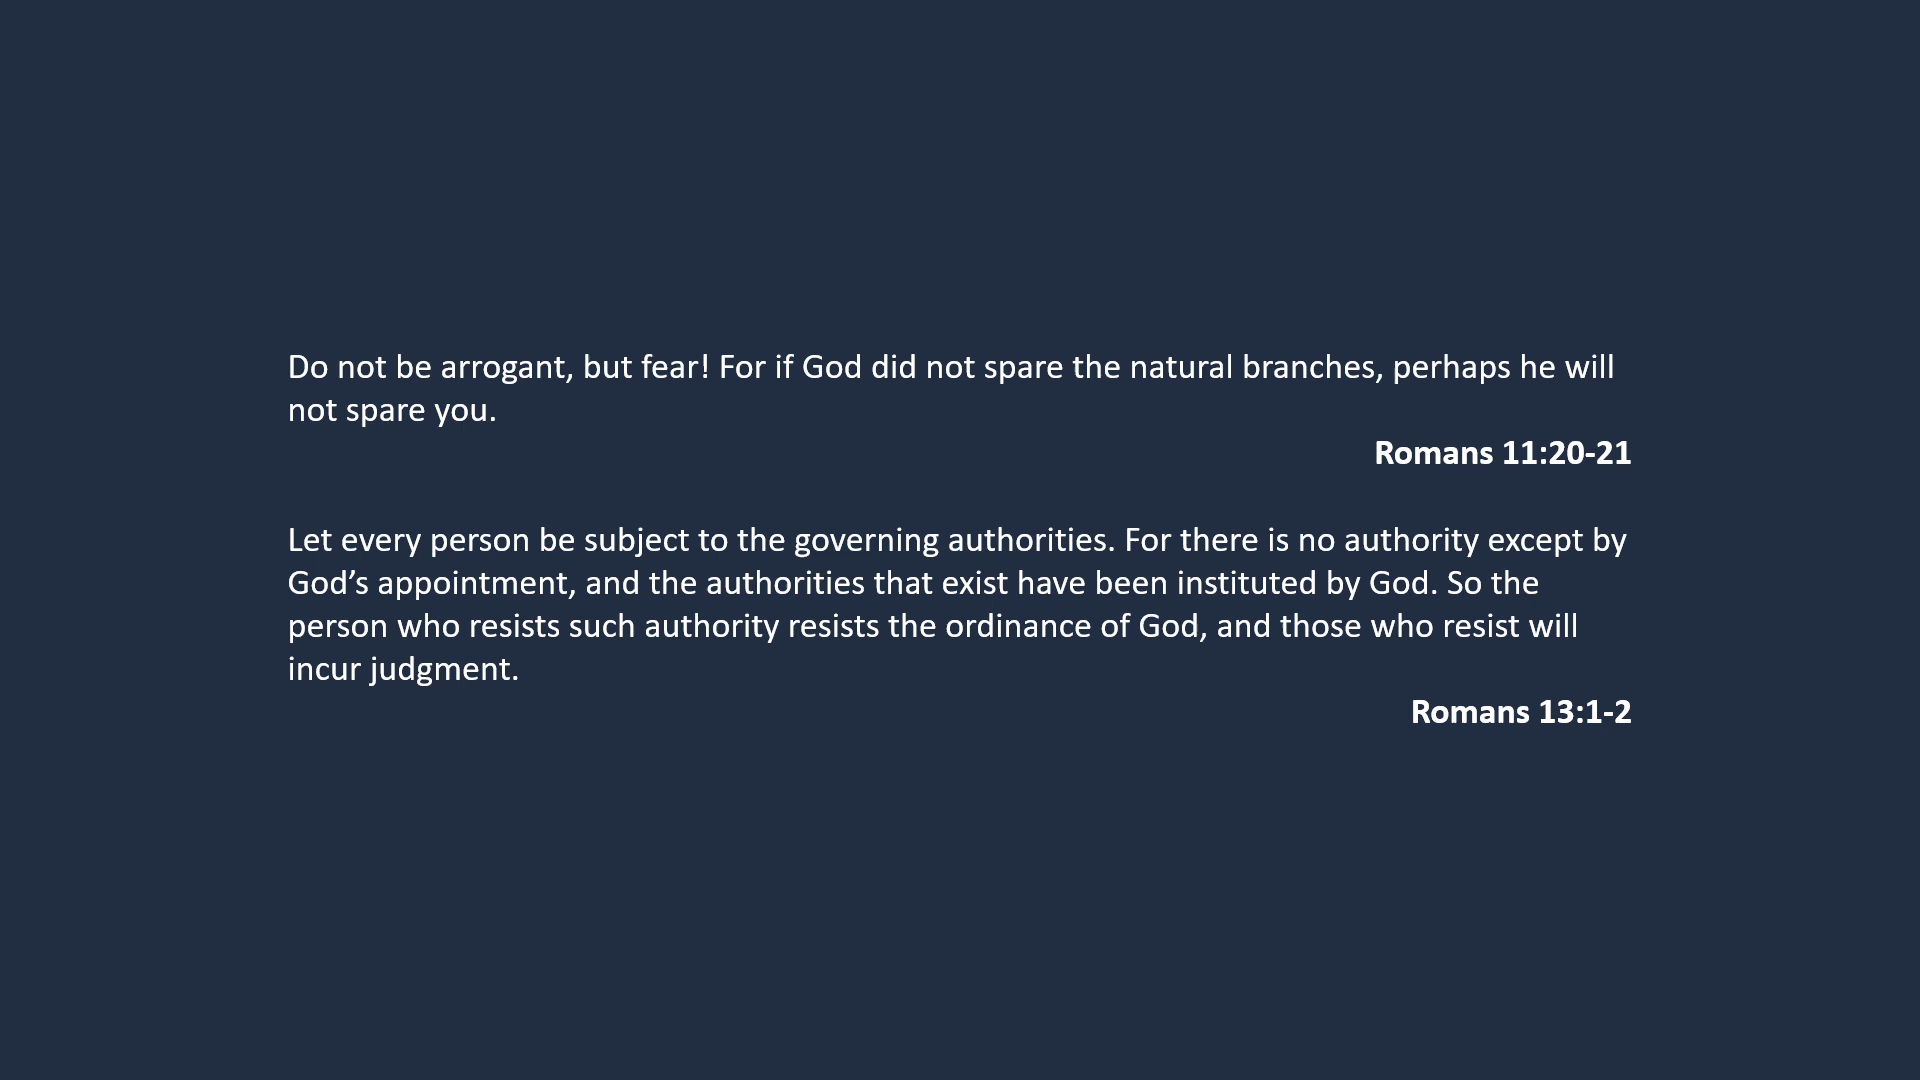 Do not be arrogant, but fear! For if God did not spare the natural branches, perhaps he will
not spare you.
Romans 11:20-21
Let every person be subject to the governing authorities. For there is no authority except by
God’s appointment, and the authorities that exist have been instituted by God. So the
person who resists such authority resists the ordinance of God, and those who resist will
incur judgment.
Romans 13:1-2